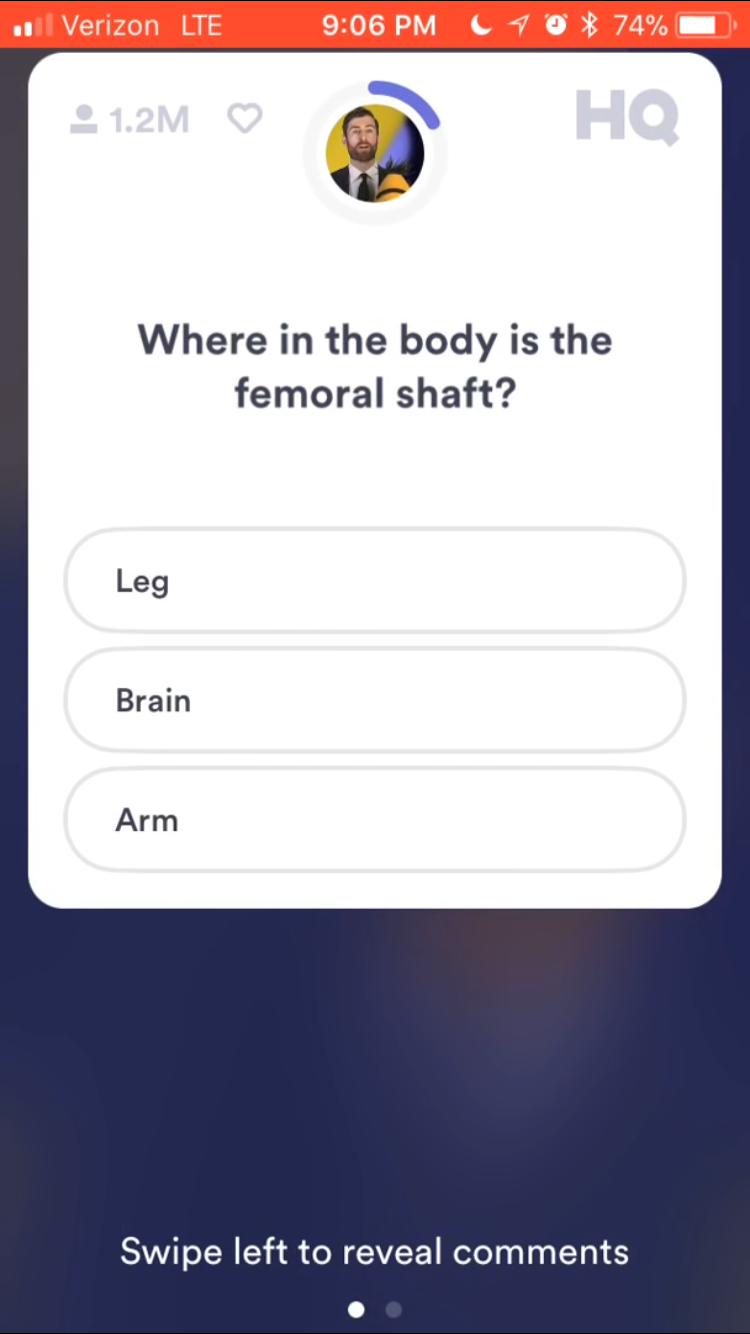 Verizon LTE 9:06 PM 74%
1.2M HQ
Where in the body is the
femoral shaft?
Leg
Brain
Arm
Swipe left to reveal comments